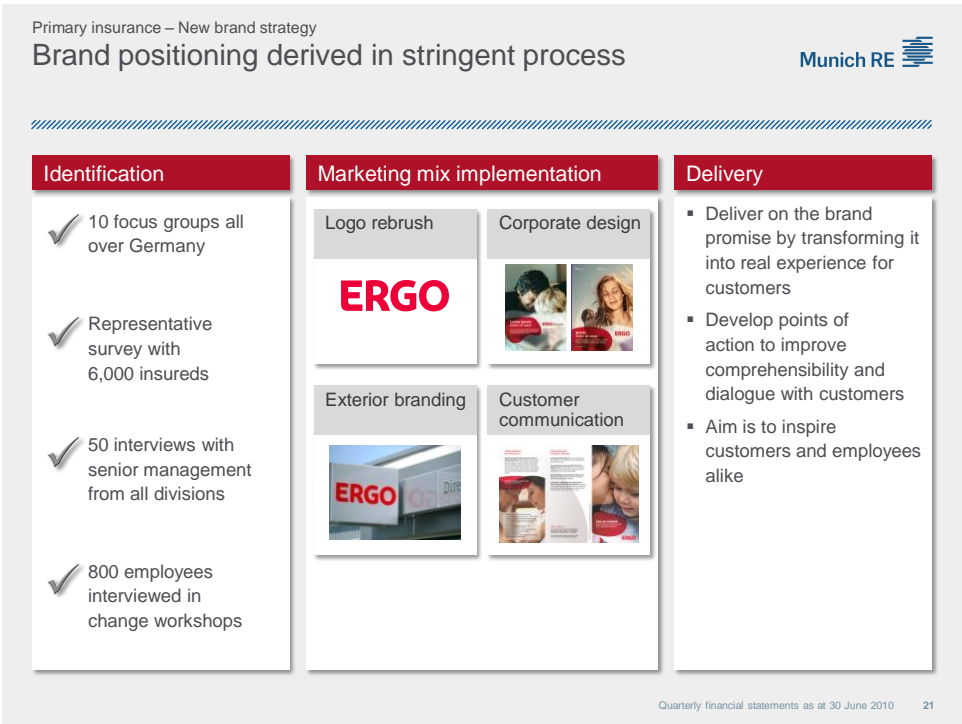 Primary insurance – New brand strategy
Brand positioning derived in stringent process
Munich RE
Identification
10 focus groups all
over Germany
Representative
survey with
6,000 insureds
50 interviews with
senior management
from all divisions
800 employees
interviewed in
change workshops
Marketing mix implementation
Logo rebrush
ERGO
Corporate design
ERGO
ERGO
Exterior branding
ERGO
Dire
Customer
communication
ERGO
Delivery
▪ Deliver on the brand
promise by transforming it
into real experience for
customers
▪ Develop points of
action to improve
comprehensibility and
dialogue with customers
▪ Aim is to inspire
customers and employees
alike
Quarterly financial statements as at 30 June 2010
21